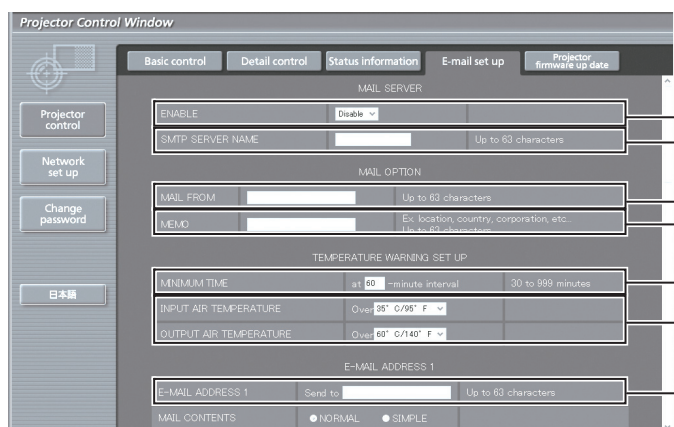 Projector Control Window
Basic control
Detail control
Status information
E-mail set up
Projector
firmware up date
Projector
control
Network
set up
Change
password
日本語
MAIL SERVER
ENABLE Disable
SMTP SERVER NAME Up to 63 characters
MAIL OPTION
MAIL FROM Up to 63 characters
MEMO Ex. location, country, corporation, etc...
Up to 63 characters
TEMPERATURE WARNING SET UP
MINIMUM TIME at 60 -minute interval 30 to 999 minutes
INPUT AIR TEMPERATURE Over 35° C/95° F
OUTPUT AIR TEMPERATURE Over 60° C/140° F
E-MAIL ADDRESS 1
E-MAIL ADDRESS 1 Send to Up to 63 characters
MAIL CONTENTS NORMAL SIMPLE